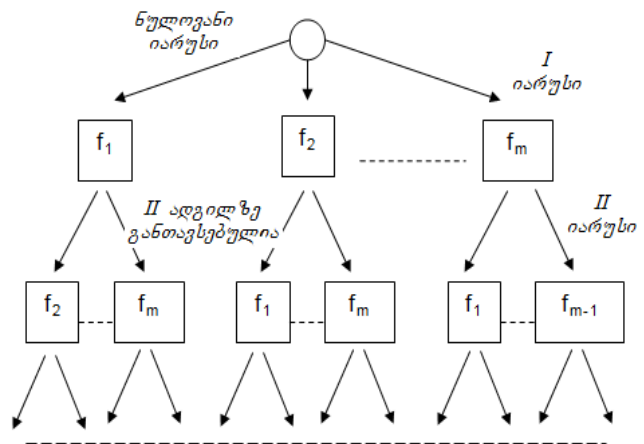 ნულოვანი
იარუსი
I
იარუსი
f₁
f₂
fₘ
II ადგილზე
განთავსებულია
II
იარუსი
f₂
fₘ
f₁
fₘ
f₁
fₘ₋₁